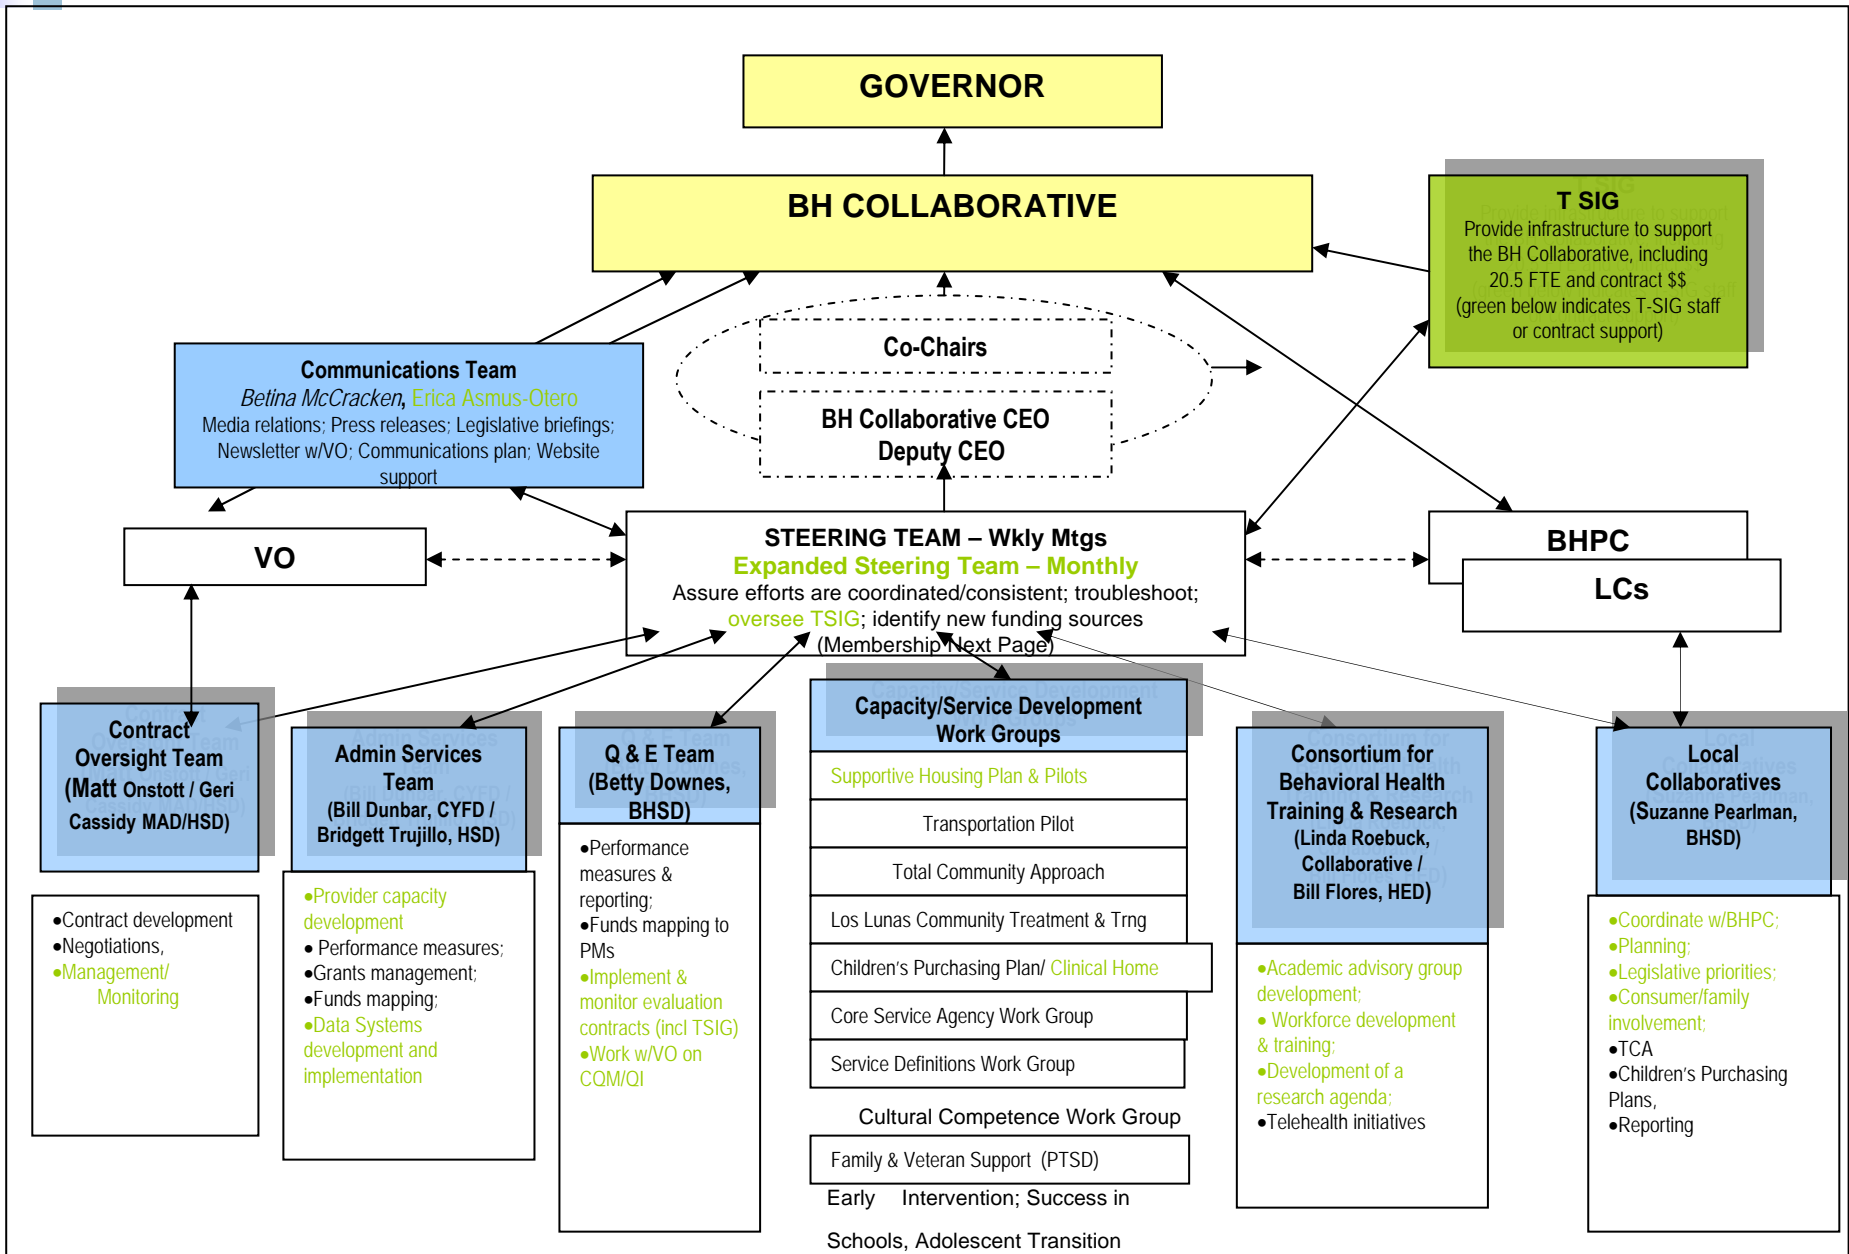 GOVERNOR
BH COLLABORATIVE
T SIG
Provide infrastructure to support
the BH Collaborative, including
20.5 FTE and contract $$
(green below indicates T-SIG staff
or contract support)
Co-Chairs
BH Collaborative CEO
Deputy CEO
Communications Team
Betina McCracken, Erica Asmus-Otero
Media relations; Press releases; Legislative briefings;
Newsletter w/VO; Communications plan; Website
support
VO
STEERING TEAM – Wkly Mtgs
Expanded Steering Team – Monthly
Assure efforts are coordinated/consistent; troubleshoot;
oversee TSIG; identify new funding sources
(Membership Next Page)
BHPC
LCs
Contract
Oversight Team
(Matt Onstott / Geri
Cassidy MAD/HSD)
•Contract development
•Negotiations,
•Management/
Monitoring
Admin Services
Team
(Bill Dunbar, CYFD /
Bridgett Trujillo, HSD)
•Provider capacity
development
• Performance measures;
•Grants management;
•Funds mapping;
•Data Systems
development and
implementation
Q & E Team
(Betty Downes,
BHSD)
•Performance
measures &
reporting;
•Funds mapping to
PMs
•Implement &
monitor evaluation
contracts (incl TSIG)
•Work w/VO on
CQM/QI
Capacity/Service Development
Work Groups
Supportive Housing Plan & Pilots
Transportation Pilot
Total Community Approach
Los Lunas Community Treatment & Trng
Children's Purchasing Plan/ Clinical Home
Core Service Agency Work Group
Service Definitions Work Group
Cultural Competence Work Group
Family & Veteran Support (PTSD)
Early Intervention; Success in
Schools, Adolescent Transition
Consortium for
Behavioral Health
Training & Research
(Linda Roebuck,
Collaborative /
Bill Flores, HED)
•Academic advisory group
development;
• Workforce development
& training;
•Development of a
research agenda;
•Telehealth initiatives
Local
Collaboratives
(Suzanne Pearlman,
BHSD)
•Coordinate w/BHPC;
•Planning;
•Legislative priorities;
•Consumer/family
involvement;
•TCA
•Children's Purchasing
Plans,
•Reporting